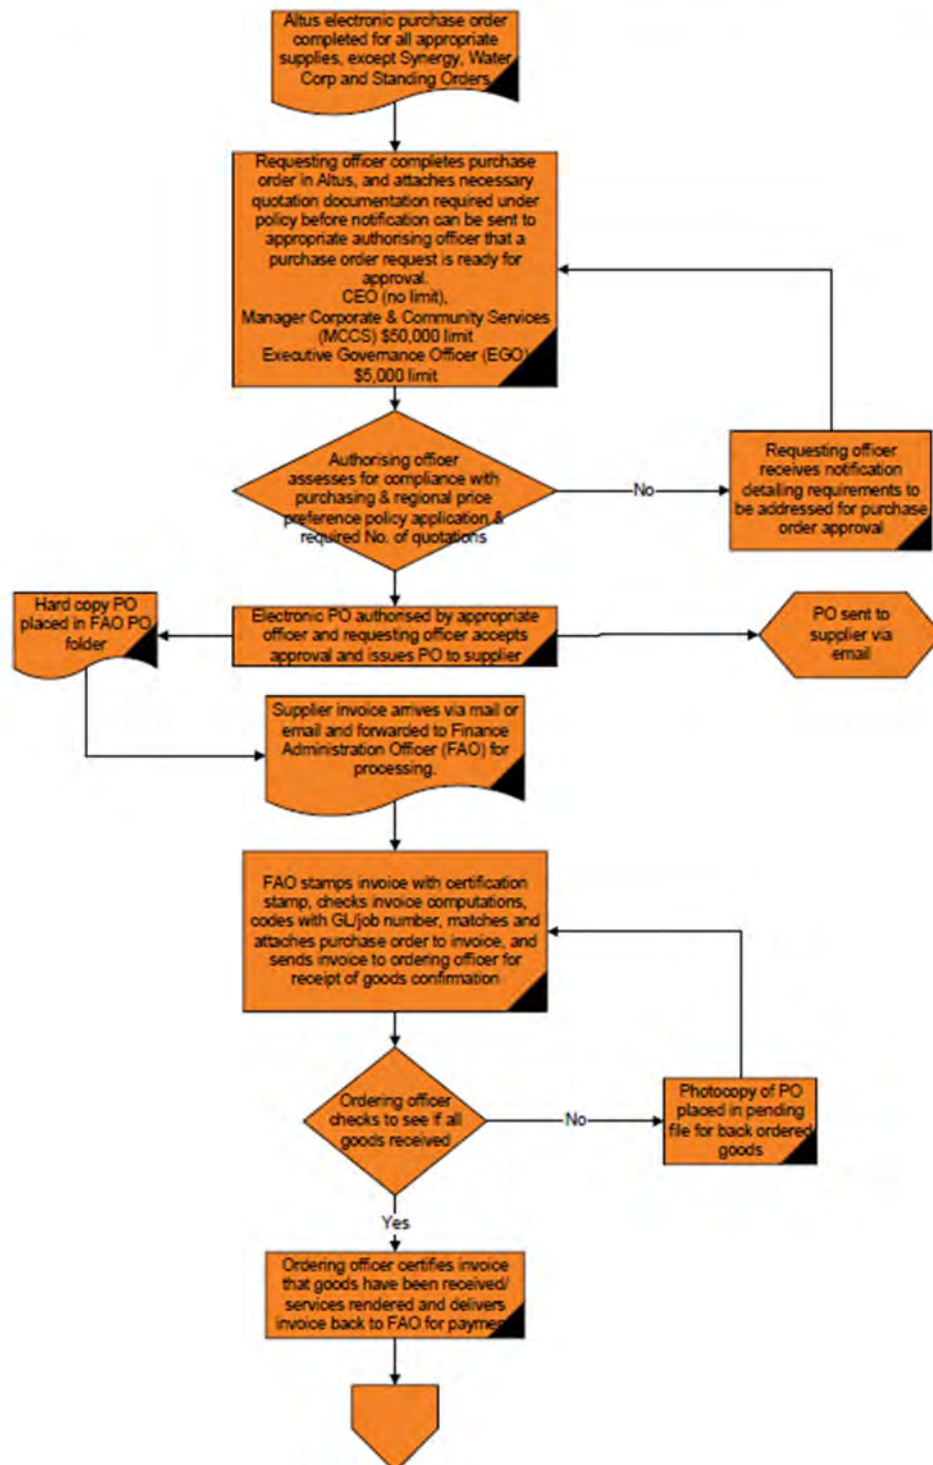 Altus electronic purchase order
completed for all appropriate
supplies, except Synergy, Water
Corp and Standing Orders
Requesting officer completes purchase
order in Altus, and attaches necessary
quotation documentation required under
policy before notification can be sent to
appropriate authorising officer that a
purchase order request is ready for
approval.
CEO (no limit),
Manager Corporate & Community Services
(MCCS) $50,000 limit
Executive Governance Officer (EGO)
$5,000 limit
Authorising officer
assesses for compliance with
purchasing & regional price
preference policy application &
required No. of quotations
No
Requesting officer
receives notification
detailing requirements to
be addressed for purchase
order approval
Hard copy PO
placed in FAO PO
folder
Electronic PO authorised by appropriate
officer and requesting officer accepts
approval and issues PO to supplier
PO sent to
supplier via
email
Supplier invoice arrives via mail or
email and forwarded to Finance
Administration Officer (FAO) for
processing.
FAO stamps invoice with certification
stamp, checks invoice computations,
codes with GL/job number, matches and
attaches purchase order to invoice, and
sends invoice to ordering officer for
receipt of goods confirmation
Ordering officer
checks to see if all
goods received
No
Photocopy of PO
placed in pending
file for back ordered
goods
Yes
Ordering officer certifies invoice
that goods have been received/
services rendered and delivers
invoice back to FAO for payment